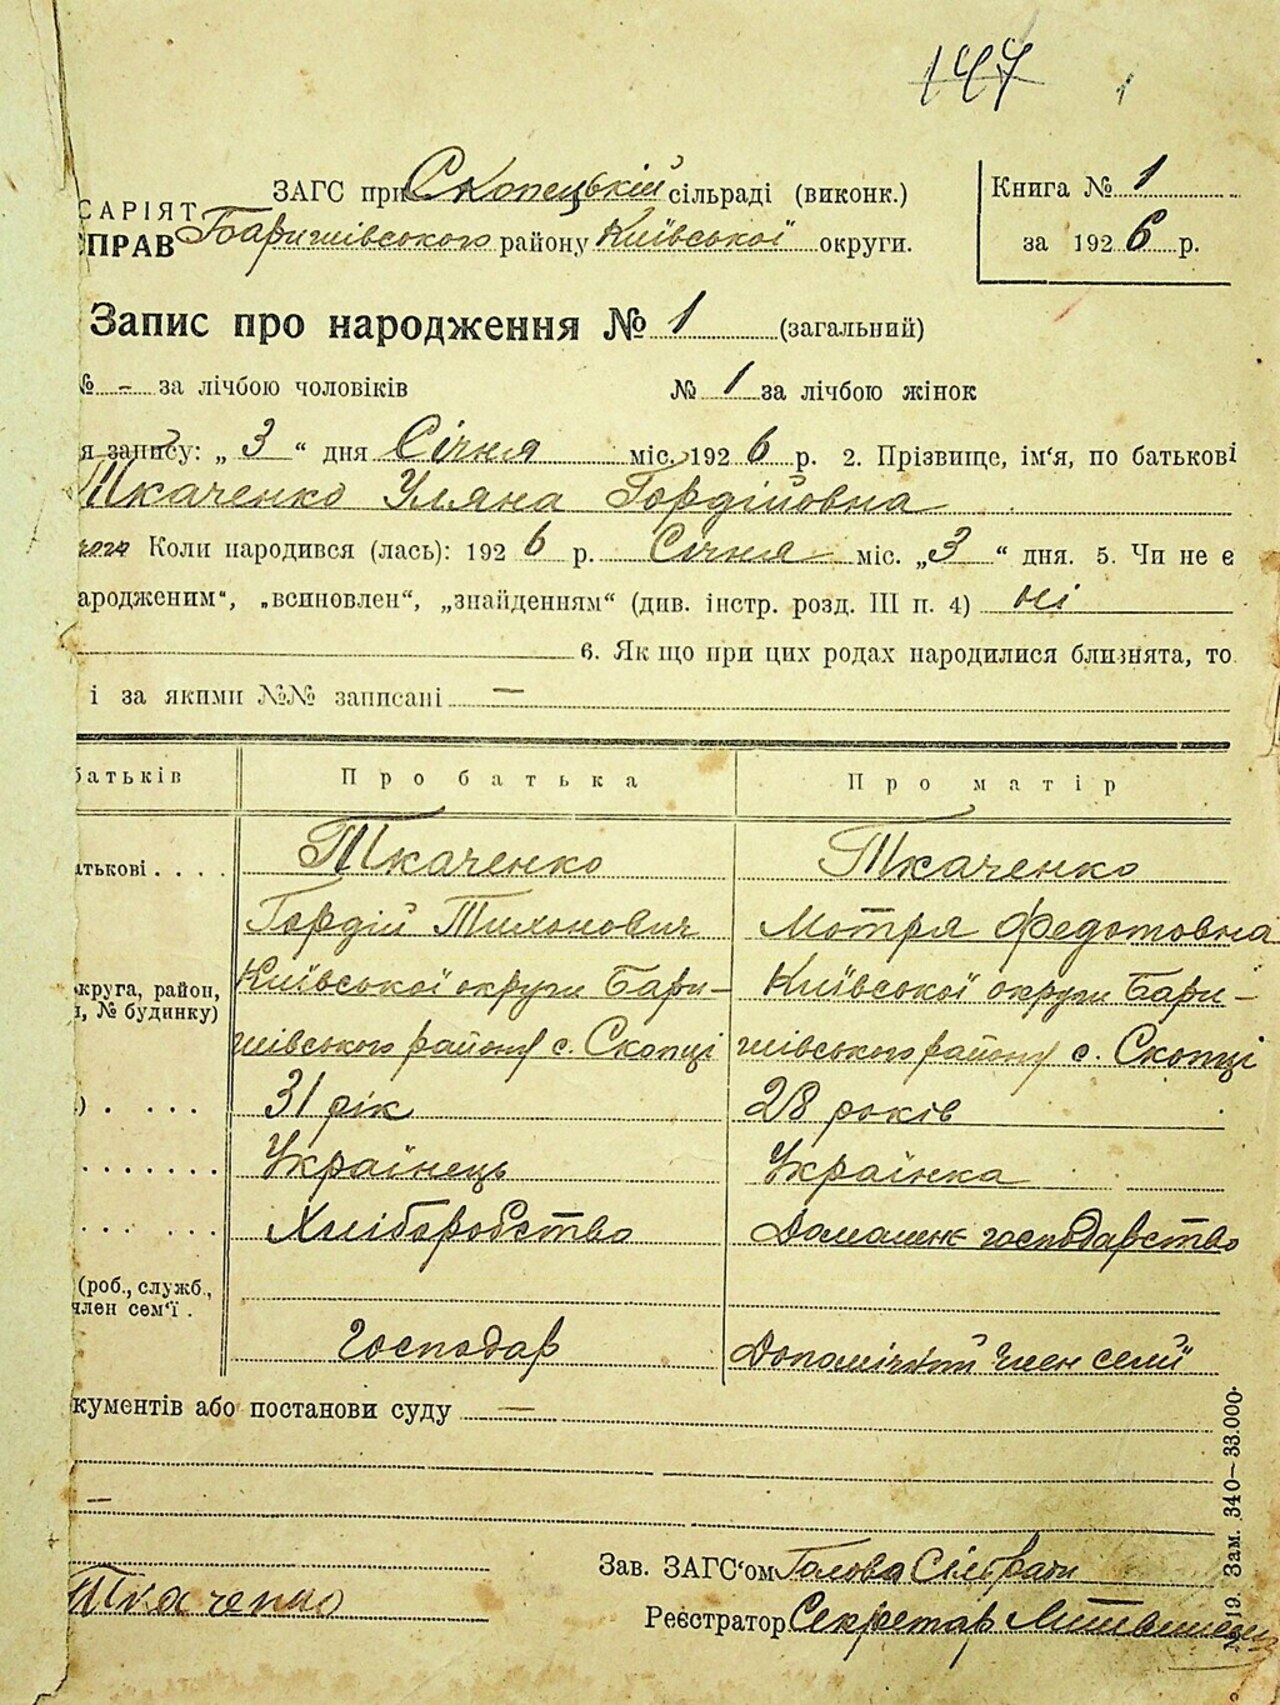 147 1
ЗАГС при Скопецькій сільраді (виконк.)
Книга № 1
САРІЯТ
ПРАВ Баришівського району Київської округи.
за 1926 р.
Запис про народження № 1 (загальний)
№ - за лічбою чоловіків № 1 за лічбою жінок
я запису: „ 3 “ дня Січня міс. 1926 р. 2. Прізвище, ім'я, по батькові
Ткаченко Уляна Гордійовна
Коли народився (лась): 1926 р. Січня міс. „3“ дня. 5. Чи не є
ародженим“, „всиновлен“, „знайденням“ (див. інстр. розд. III п. 4) ні
6. Як що при цих родах народилися близнята, то
і за якими №№ записані —
батьків Про батька Про матір
атькові . . . . Ткаченко Ткаченко
Гордій Тихонович Мотря Федотовна
круга, район, Київської округи Бари- Київської округи Бари-
, № будинку) шівського району с. Скопці шівського району с. Скопці
) . . . . 31 рік 28 років
. . . . . . . Українець Українка
. . . . . Хліборобство Домашне господарство
(роб., служб.,
член сем'ї .
Господар Допомічний член семії
кументів або постанови суду —
—
Зав. ЗАГС'ом Голова Сільради
Ткаченко
Реєстратор Секретар
19. Зам. 340—33.000.